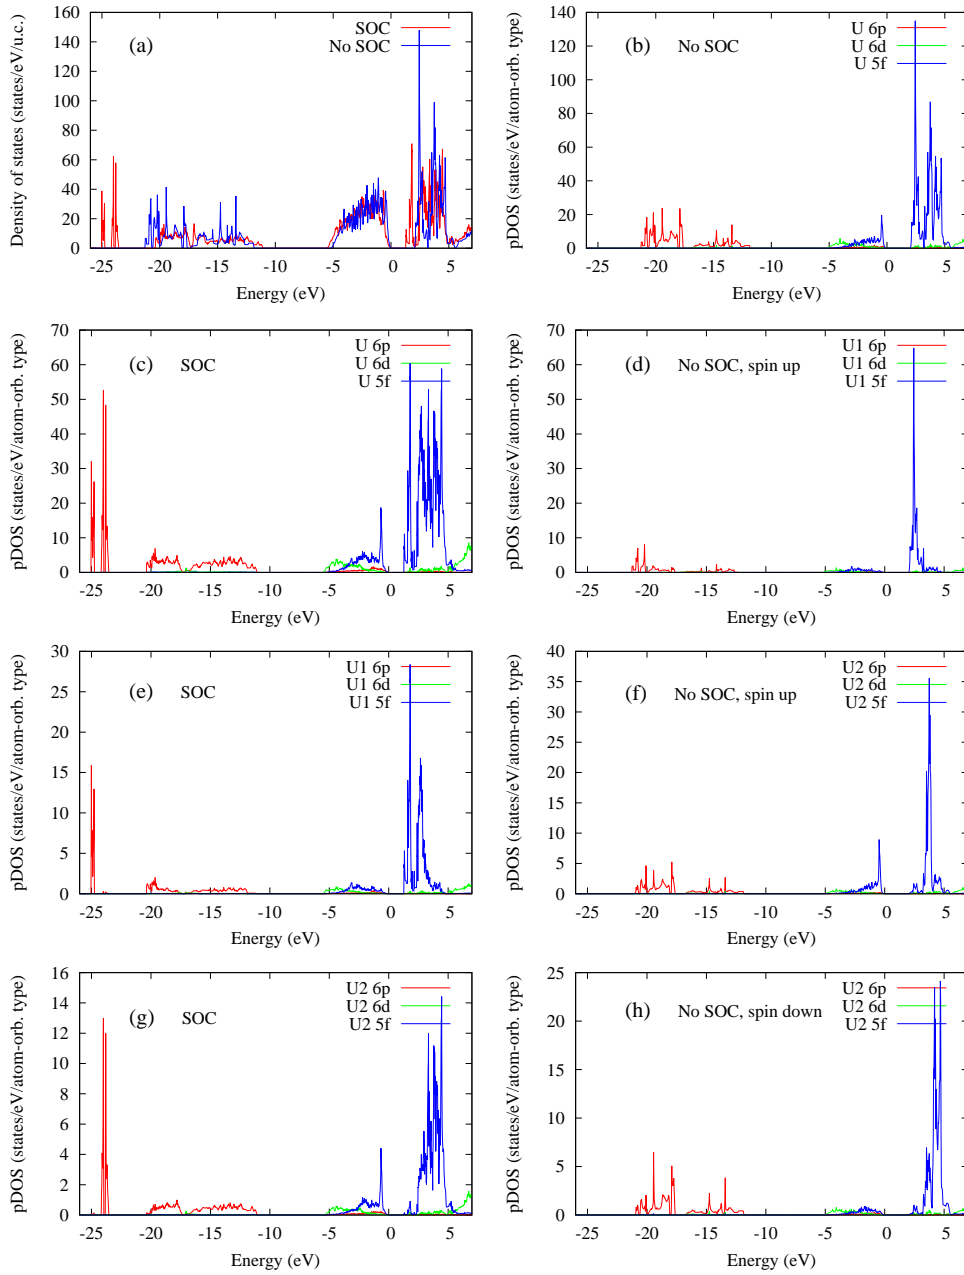 Density of states (states/eV/u.c.)
160
140
120
100
80
60
40
20
0
(a)
SOC
No SOC
-25 -20 -15 -10 -5 0 5
Energy (eV)
pDOS (states/eV/atom-orb. type)
140
120
100
80
60
40
20
0
(b)
No SOC
U 6p
U 6d
U 5f
-25 -20 -15 -10 -5 0 5
Energy (eV)
pDOS (states/eV/atom-orb. type)
70
60
50
40
30
20
10
0
(c)
SOC
U 6p
U 6d
U 5f
-25 -20 -15 -10 -5 0 5
Energy (eV)
pDOS (states/eV/atom-orb. type)
70
60
50
40
30
20
10
0
(d)
No SOC, spin up
U1 6p
U1 6d
U1 5f
-25 -20 -15 -10 -5 0 5
Energy (eV)
pDOS (states/eV/atom-orb. type)
30
25
20
15
10
5
0
(e)
SOC
U1 6p
U1 6d
U1 5f
-25 -20 -15 -10 -5 0 5
Energy (eV)
pDOS (states/eV/atom-orb. type)
40
35
30
25
20
15
10
5
0
(f)
No SOC, spin up
U2 6p
U2 6d
U2 5f
-25 -20 -15 -10 -5 0 5
Energy (eV)
pDOS (states/eV/atom-orb. type)
16
14
12
10
8
6
4
2
0
(g)
SOC
U2 6p
U2 6d
U2 5f
-25 -20 -15 -10 -5 0 5
Energy (eV)
pDOS (states/eV/atom-orb. type)
25
20
15
10
5
0
(h)
No SOC, spin down
U2 6p
U2 6d
U2 5f
-25 -20 -15 -10 -5 0 5
Energy (eV)